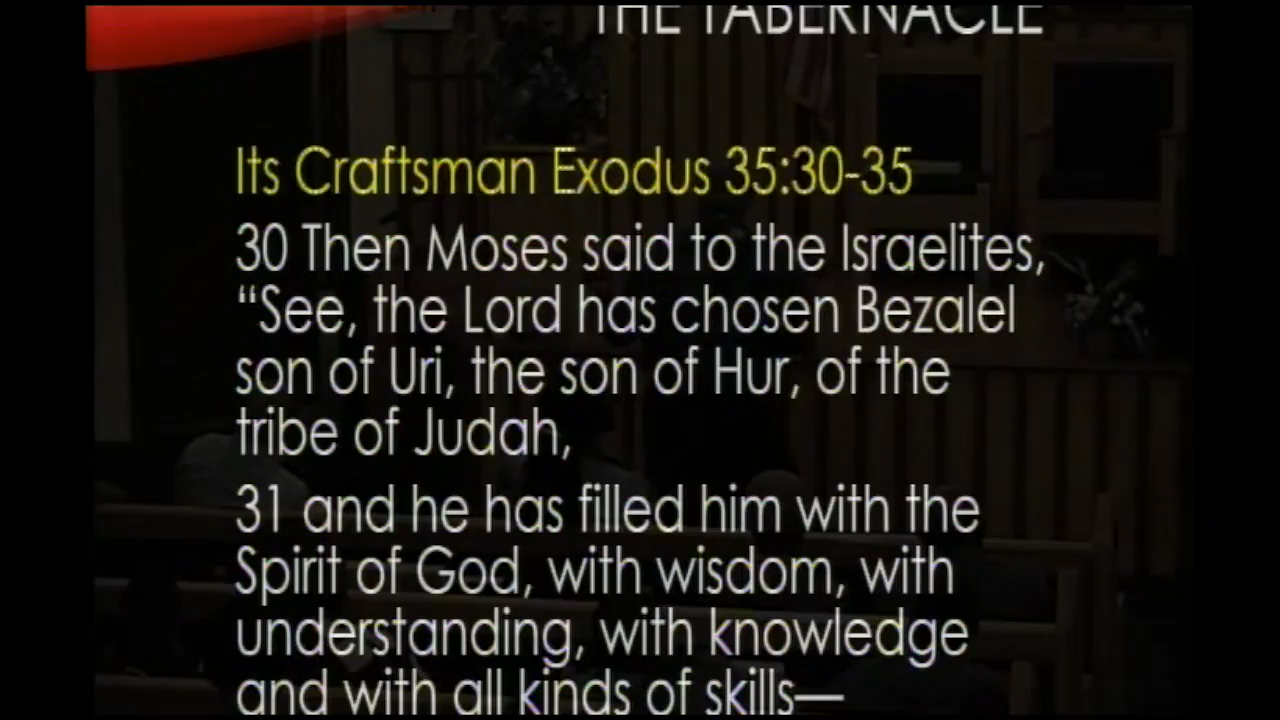 THE TABERNACLE
Its Craftsman Exodus 35:30-35
30 Then Moses said to the Israelites,
“See, the Lord has chosen Bezalel
son of Uri, the son of Hur, of the
tribe of Judah,
31 and he has filled him with the
Spirit of God, with wisdom, with
understanding, with knowledge
and with all kinds of skills—